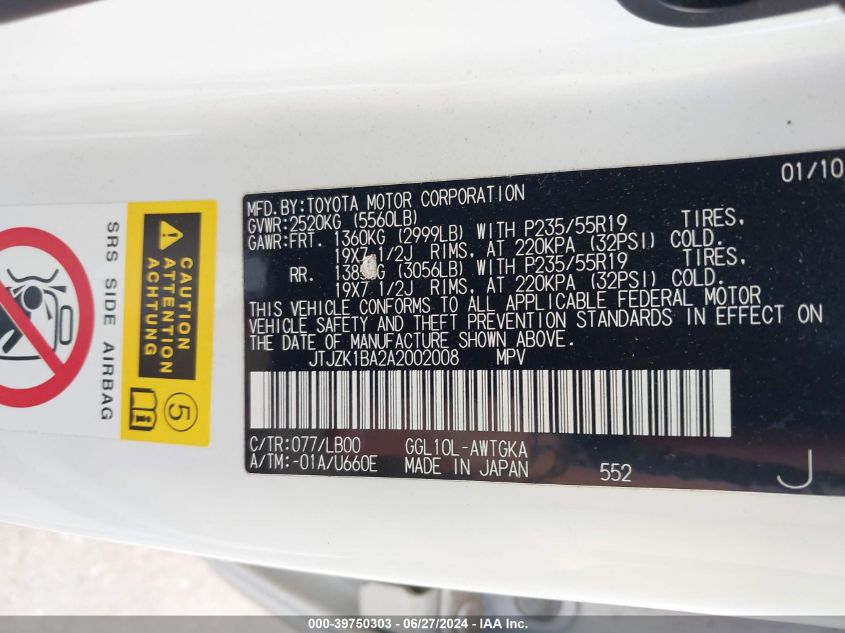 01/10
MFD. BY: TOYOTA MOTOR CORPORATION
GVWR: 2520KG (5560LB)
GAWR: FRT. 1360KG (2999LB) WITH P235/55R19 TIRES,
19X7 1/2J RIMS, AT 220KPA (32PSI) COLD.
RR. (3056LB) WITH P235/55R19 TIRES,
19X7 1/2J RIMS, AT 220KPA (32PSI) COLD.
THIS VEHICLE CONFORMS TO ALL APPLICABLE FEDERAL MOTOR
VEHICLE SAFETY AND THEFT PREVENTION STANDARDS IN EFFECT ON
THE DATE OF MANUFACTURE SHOWN ABOVE.
JTJZK1BA2A2002008 MPV
C/TR: 077/LB00 GGL10L-AWTGKA
A/TM: -01A/U660E MADE IN JAPAN 552 J
SRS SIDE AIRBAG
CAUTION
ATTENTION
ACHTUNG
5
000-39750303 - 06/27/2024 - IAA Inc.